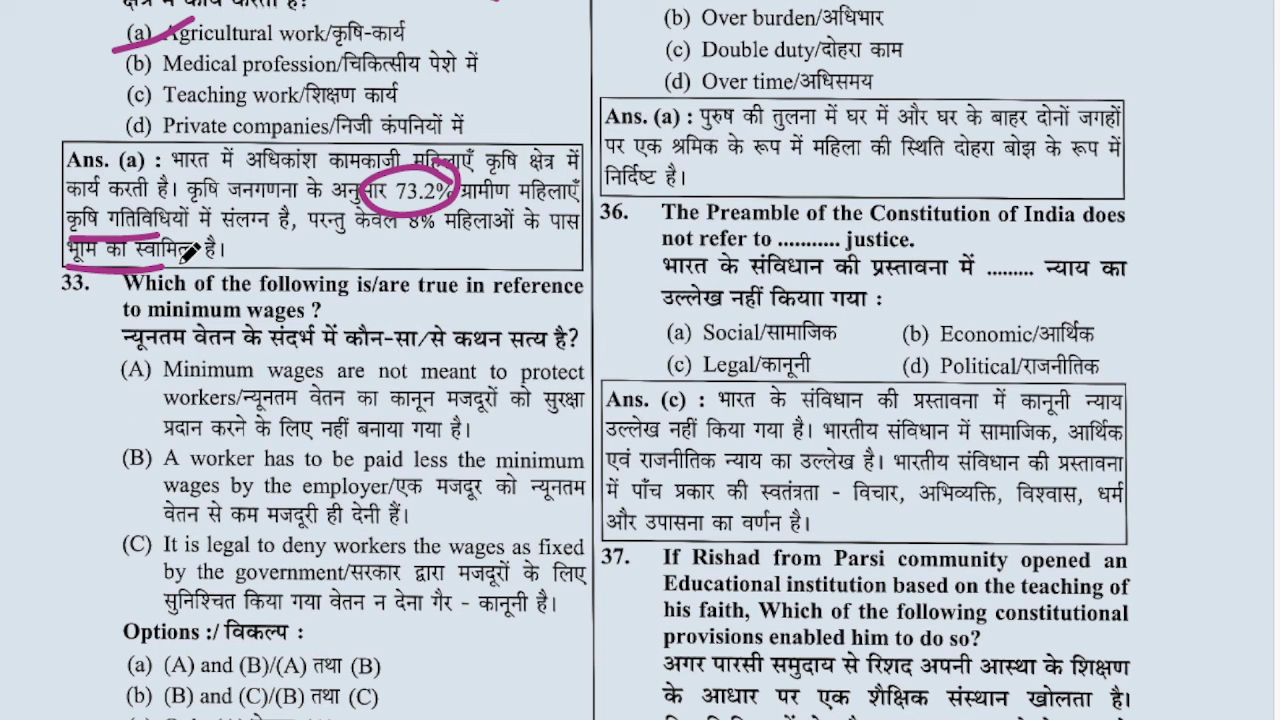 क्षेत्र में कार्य करती है?
(a) Agricultural work/कृषि-कार्य
(b) Medical profession/चिकित्सीय पेशे में
(c) Teaching work/शिक्षण कार्य
(d) Private companies/निजी कंपनियों में
Ans. (a) : भारत में अधिकांश कामकाजी महिलाएँ कृषि क्षेत्र में
कार्य करती है। कृषि जनगणना के अनुसार 73.2% ग्रामीण महिलाएँ
कृषि गतिविधियों में संलग्न है, परन्तु केवल महिलाओं के पास
भूमि का स्वामित्व है।
33. Which of the following is/are true in reference
to minimum wages ?
न्यूनतम वेतन के संदर्भ में कौन-सा/से कथन सत्य है?
(A) Minimum wages are not meant to protect
workers/न्यूनतम वेतन का कानून मजदूरों को सुरक्षा
प्रदान करने के लिए नहीं बनाया गया है।
(B) A worker has to be paid less the minimum
wages by the employer/एक मजदूर को न्यूनतम
वेतन से कम मजदूरी ही देनी हैं।
(C) It is legal to deny workers the wages as fixed
by the government/सरकार द्वारा मजदूरों के लिए
सुनिश्चित किया गया वेतन न देना गैर - कानूनी है।
Options :/ विकल्प :
(a) (A) and (B)/(A) तथा (B)
(b) (B) and (C)/(B) तथा (C)
(b) Over burden/अधिभार
(c) Double duty/दोहरा काम
(d) Over time/अधिसमय
Ans. (a) : पुरुष की तुलना में घर में और घर के बाहर दोनों जगहों
पर एक श्रमिक के रूप में महिला की स्थिति दोहरा बोझ के रूप में
निर्दिष्ट है।
36. The Preamble of the Constitution of India does
not refer to ........... justice.
भारत के संविधान की प्रस्तावना में ......... न्याय का
उल्लेख नहीं कियाा गया :
(a) Social/सामाजिक (b) Economic/आर्थिक
(c) Legal/कानूनी (d) Political/राजनीतिक
Ans. (c) : भारत के संविधान की प्रस्तावना में कानूनी न्याय
उल्लेख नहीं किया गया है। भारतीय संविधान में सामाजिक, आर्थिक
एवं राजनीतिक न्याय का उल्लेख है। भारतीय संविधान की प्रस्तावना
में पाँच प्रकार की स्वतंत्रता - विचार, अभिव्यक्ति, विश्वास, धर्म
और उपासना का वर्णन है।
37. If Rishad from Parsi community opened an
Educational institution based on the teaching of
his faith, Which of the following constitutional
provisions enabled him to do so?
अगर पारसी समुदाय से रिशद अपनी आस्था के शिक्षण
के आधार पर एक शैक्षिक संस्थान खोलता है।